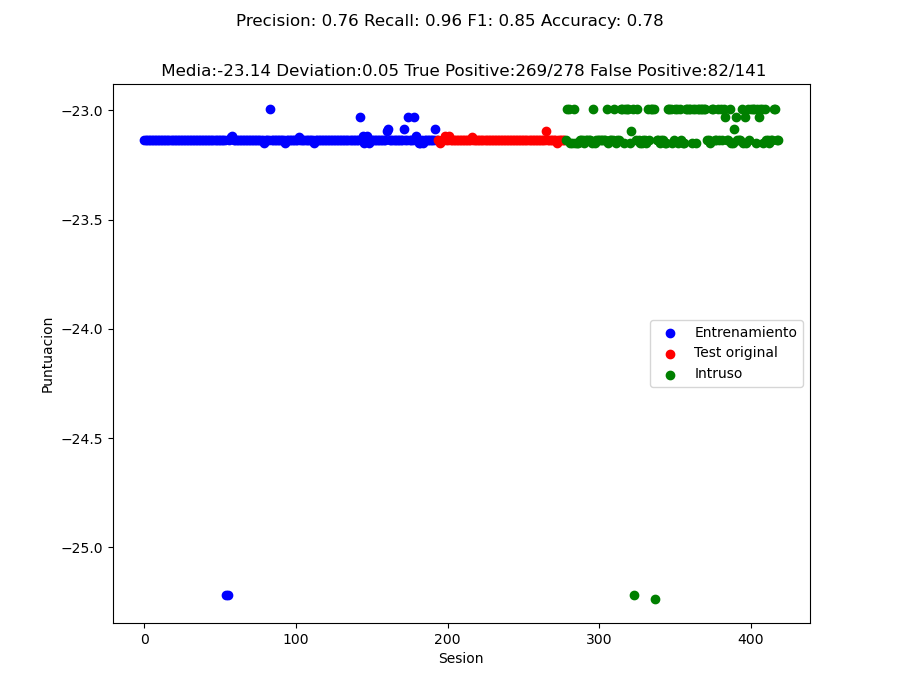 Precision: 0.76 Recall: 0.96 F1: 0.85 Accuracy: 0.78
Media:-23.14 Deviation:0.05 True Positive:269/278 False Positive:82/141
−23.0
−23.5
−24.0
−24.5
−25.0
Puntuacion
Entrenamiento
Test original
Intruso
0 100 200 300 400
Sesion